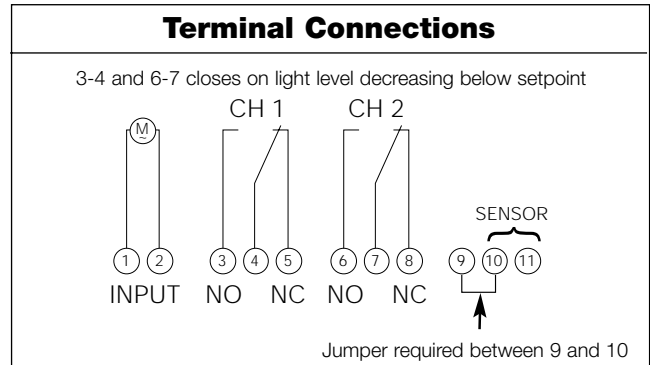 Terminal Connections
3-4 and 6-7 closes on light level decreasing below setpoint
CH 1 CH 2
M
~
SENSOR
1 2 3 4 5 6 7 8 9 10 11
INPUT NO NC NO NC
Jumper required between 9 and 10